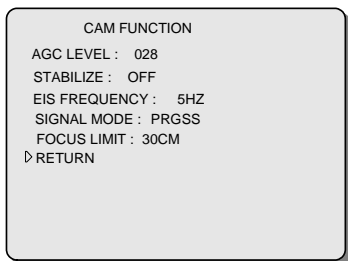 CAM FUNCTION
AGC LEVEL : 028
STABILIZE : OFF
EIS FREQUENCY : 5HZ
SIGNAL MODE : PRGSS
FOCUS LIMIT : 30CM
RETURN